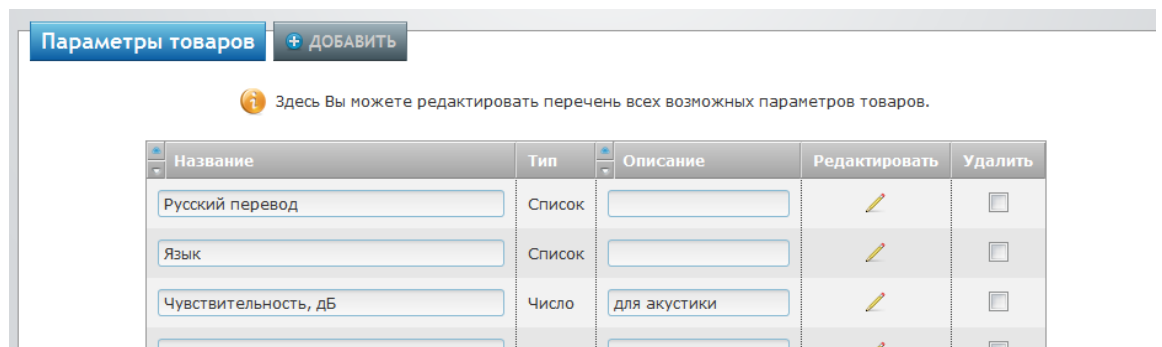 Параметры товаров ДОБАВИТЬ
Здесь Вы можете редактировать перечень всех возможных параметров товаров.
Название Тип Описание Редактировать Удалить
Русский перевод Список
Язык Список
Чувствительность, дБ Число для акустики